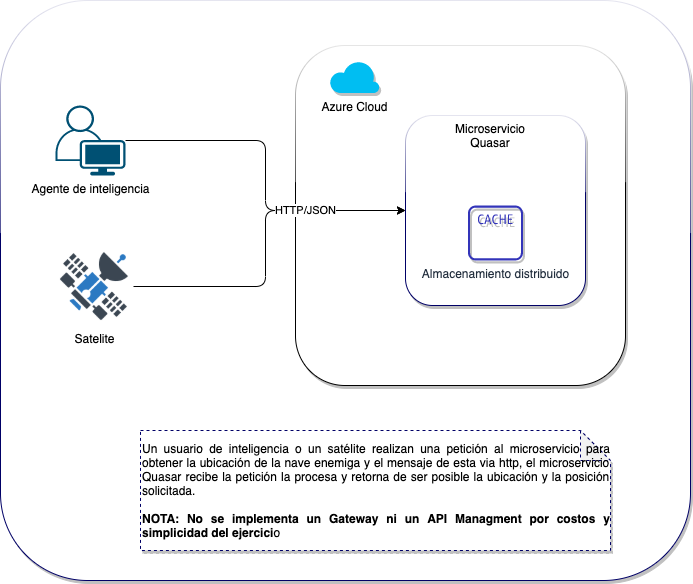 Azure Cloud
Microservicio
Quasar
Agente de inteligencia
HTTP/JSON
CACHE
Almacenamiento distribuido
Satelite
Un usuario de inteligencia o un satélite realizan una petición al microservicio para
obtener la ubicación de la nave enemiga y el mensaje de esta via http, el microservicio
Quasar recibe la petición la procesa y retorna de ser posible la ubicación y la posición
solicitada.
NOTA: No se implementa un Gateway ni un API Managment por costos y
simplicidad del ejercicio